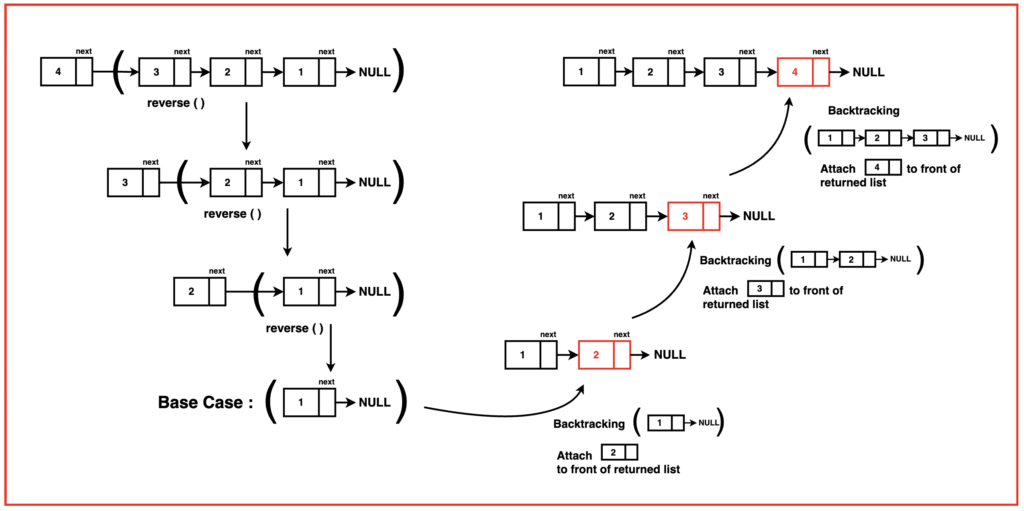 next next next next
4 ( 3 2 1 NULL )
reverse ( )
next next next
3 ( 2 1 NULL )
reverse ( )
next next
2 ( 1 NULL )
reverse ( )
next
Base Case : ( 1 NULL )
next next next next
1 2 3 4 NULL
Backtracking
( 1 2 3 NULL )
Attach 4 to front of
returned list
next next next
1 2 3 NULL
Backtracking ( 1 2 NULL )
Attach 3 to front of
returned list
next next
1 2 NULL
Backtracking ( 1 NULL )
Attach 2
to front of returned list